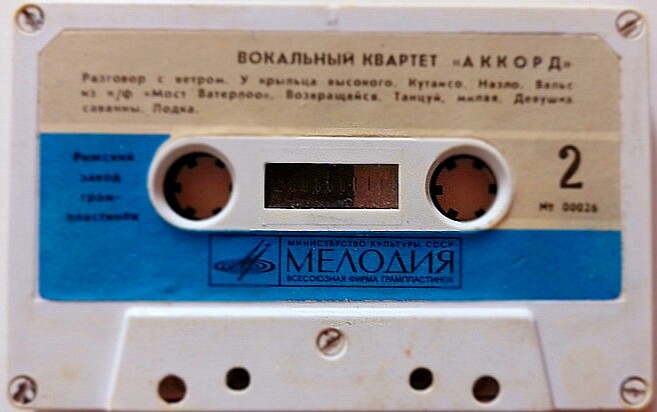 ВОКАЛЬНЫЙ КВАРТЕТ «АККОРД»
Разговор с ветром. У крыльца высокого. Кутаисо. Назло. Вальс
из к/ф «Мост Ватерлоо». Возвращайся. Танцуй, милая. Девушка
саванны. Лодка.
Рижский
завод
грам-
пластинок
2
МТ 00026
МИНИСТЕРСТВО КУЛЬТУРЫ СССР
МЕЛОДИЯ
ВСЕСОЮЗНАЯ ФИРМА ГРАМПЛАСТИНОК